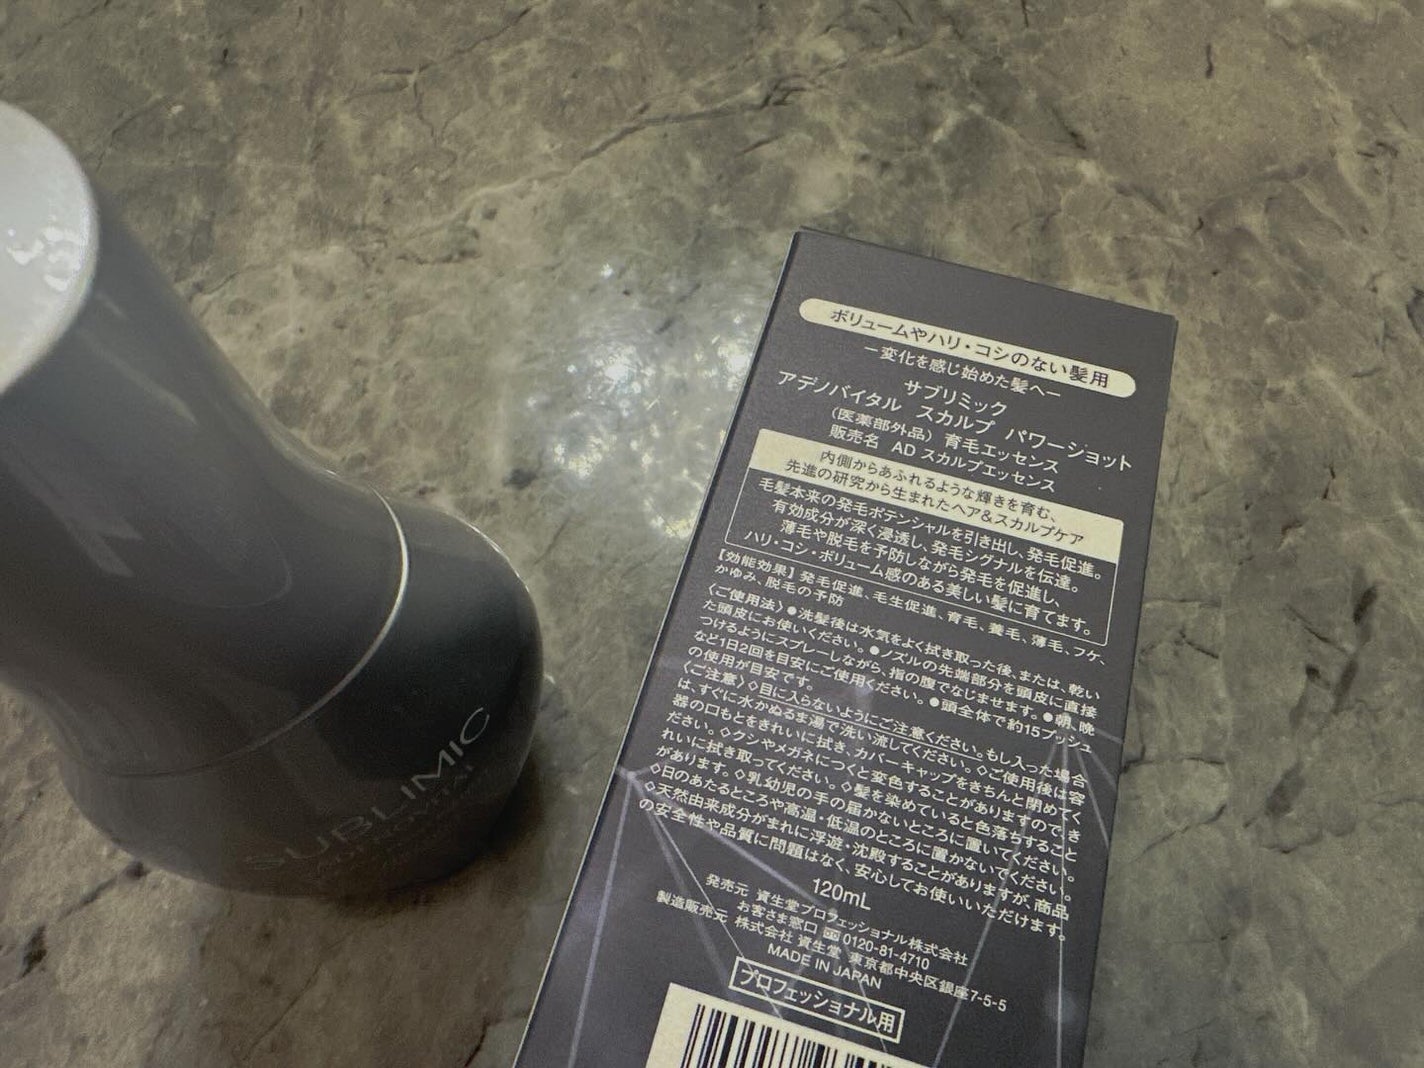 SUBLIMIC
ボリュームやハリ・コシのない髪用
ー変化を感じ始めた髪へー
サブリミック
アデノバイタル スカルプ パワーショット
(医薬部外品) 育毛エッセンス
販売名 AD スカルプエッセンス
内側からあふれるような輝きを育む、
先進の研究から生まれたヘア&スカルプケア
毛髪本来の発毛ポテンシャルを引き出し、発毛促進。
有効成分が深く浸透し、発毛シグナルを伝達。
薄毛や脱毛を予防しながら発毛を促進し、
ハリ・コシ・ボリューム感のある美しい髪に育てます。
【効能効果】発毛促進、毛生促進、育毛、養毛、薄毛、フケ、
かゆみ、脱毛の予防
〈ご使用法〉●洗髪後は水気をよく拭き取った後、または、乾い
た頭皮にお使いください。●ノズルの先端部分を頭皮に直接
つけるようにスプレーしながら、指の腹でなじませます。●朝、晩
など1日2回を目安にご使用ください。●頭全体で約15プッシュ
の使用が目安です。
〈ご注意〉◇目に入らないようにご注意ください。もし入った場合
は、すぐに水かぬるま湯で洗い流してください。◇ご使用後は容
器の口もとをきれいに拭き、カバーキャップをきちんと閉めてく
ださい。◇クシやメガネにつくと変色することがありますのでき
れいに拭き取ってください。◇髪を染めていると色落ちすること
があります。◇乳幼児の手の届かないところに置いてください。
◇日のあたるところや高温・低温のところに置かないでください。
◇天然由来成分がまれに浮遊・沈殿することがありますが、商品
の安全性や品質に問題はなく、安心してお使いいただけます。
120mL
発売元 資生堂プロフェッショナル株式会社
お客さま窓口 0120-81-4710
製造販売元 株式会社 資生堂 東京都中央区銀座7-5-5
MADE IN JAPAN
プロフェッショナル用